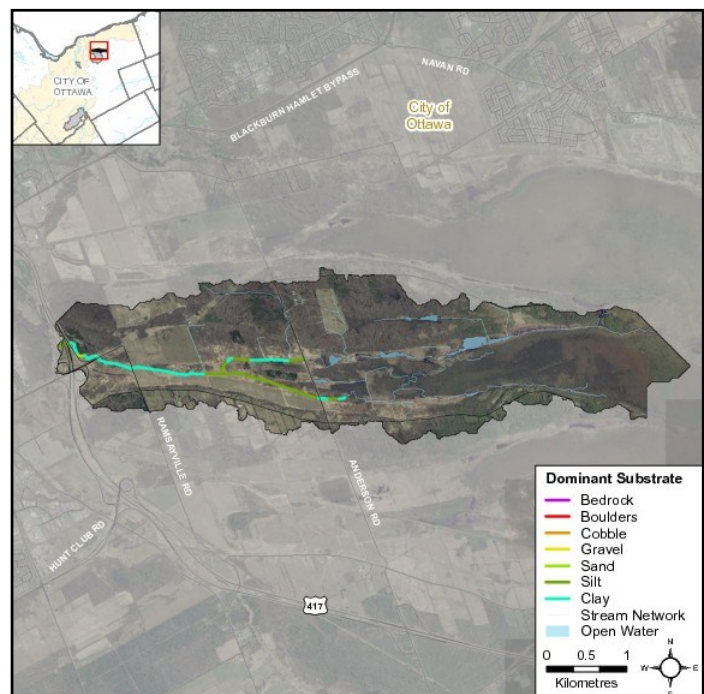 CITY OF
OTTAWA
NAVAN RD
BLACKBURN HAMLET BYPASS
City of
Ottawa
RAMSAYVILLE RD
ANDERSON RD
HUNT CLUB RD
417
Dominant Substrate
Bedrock
Boulders
Cobble
Gravel
Sand
Silt
Clay
Stream Network
Open Water
0 0.5 1
Kilometres
N
W E
S